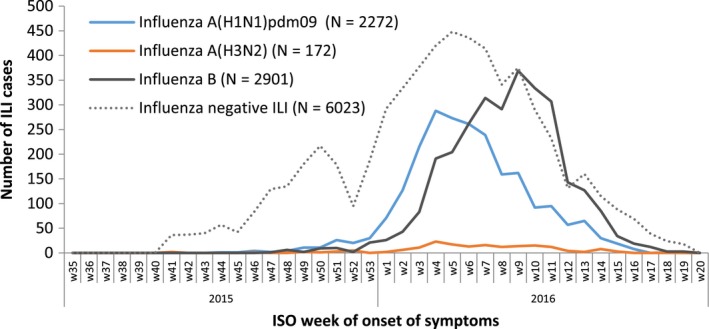 Number of ILI cases
500
450
400
350
300
250
200
150
100
50
0
Influenza A(H1N1)pdm09 (N = 2272)
Influenza A(H3N2) (N = 172)
Influenza B (N = 2901)
Influenza negative ILI (N = 6023)
w35 w36 w37 w38 w39 w40 w41 w42 w43 w44 w45 w46 w47 w48 w49 w50 w51 w52 w53 w1 w2 w3 w4 w5 w6 w7 w8 w9 w10 w11 w12 w13 w14 w15 w16 w17 w18 w19 w20
2015 2016
ISO week of onset of symptoms